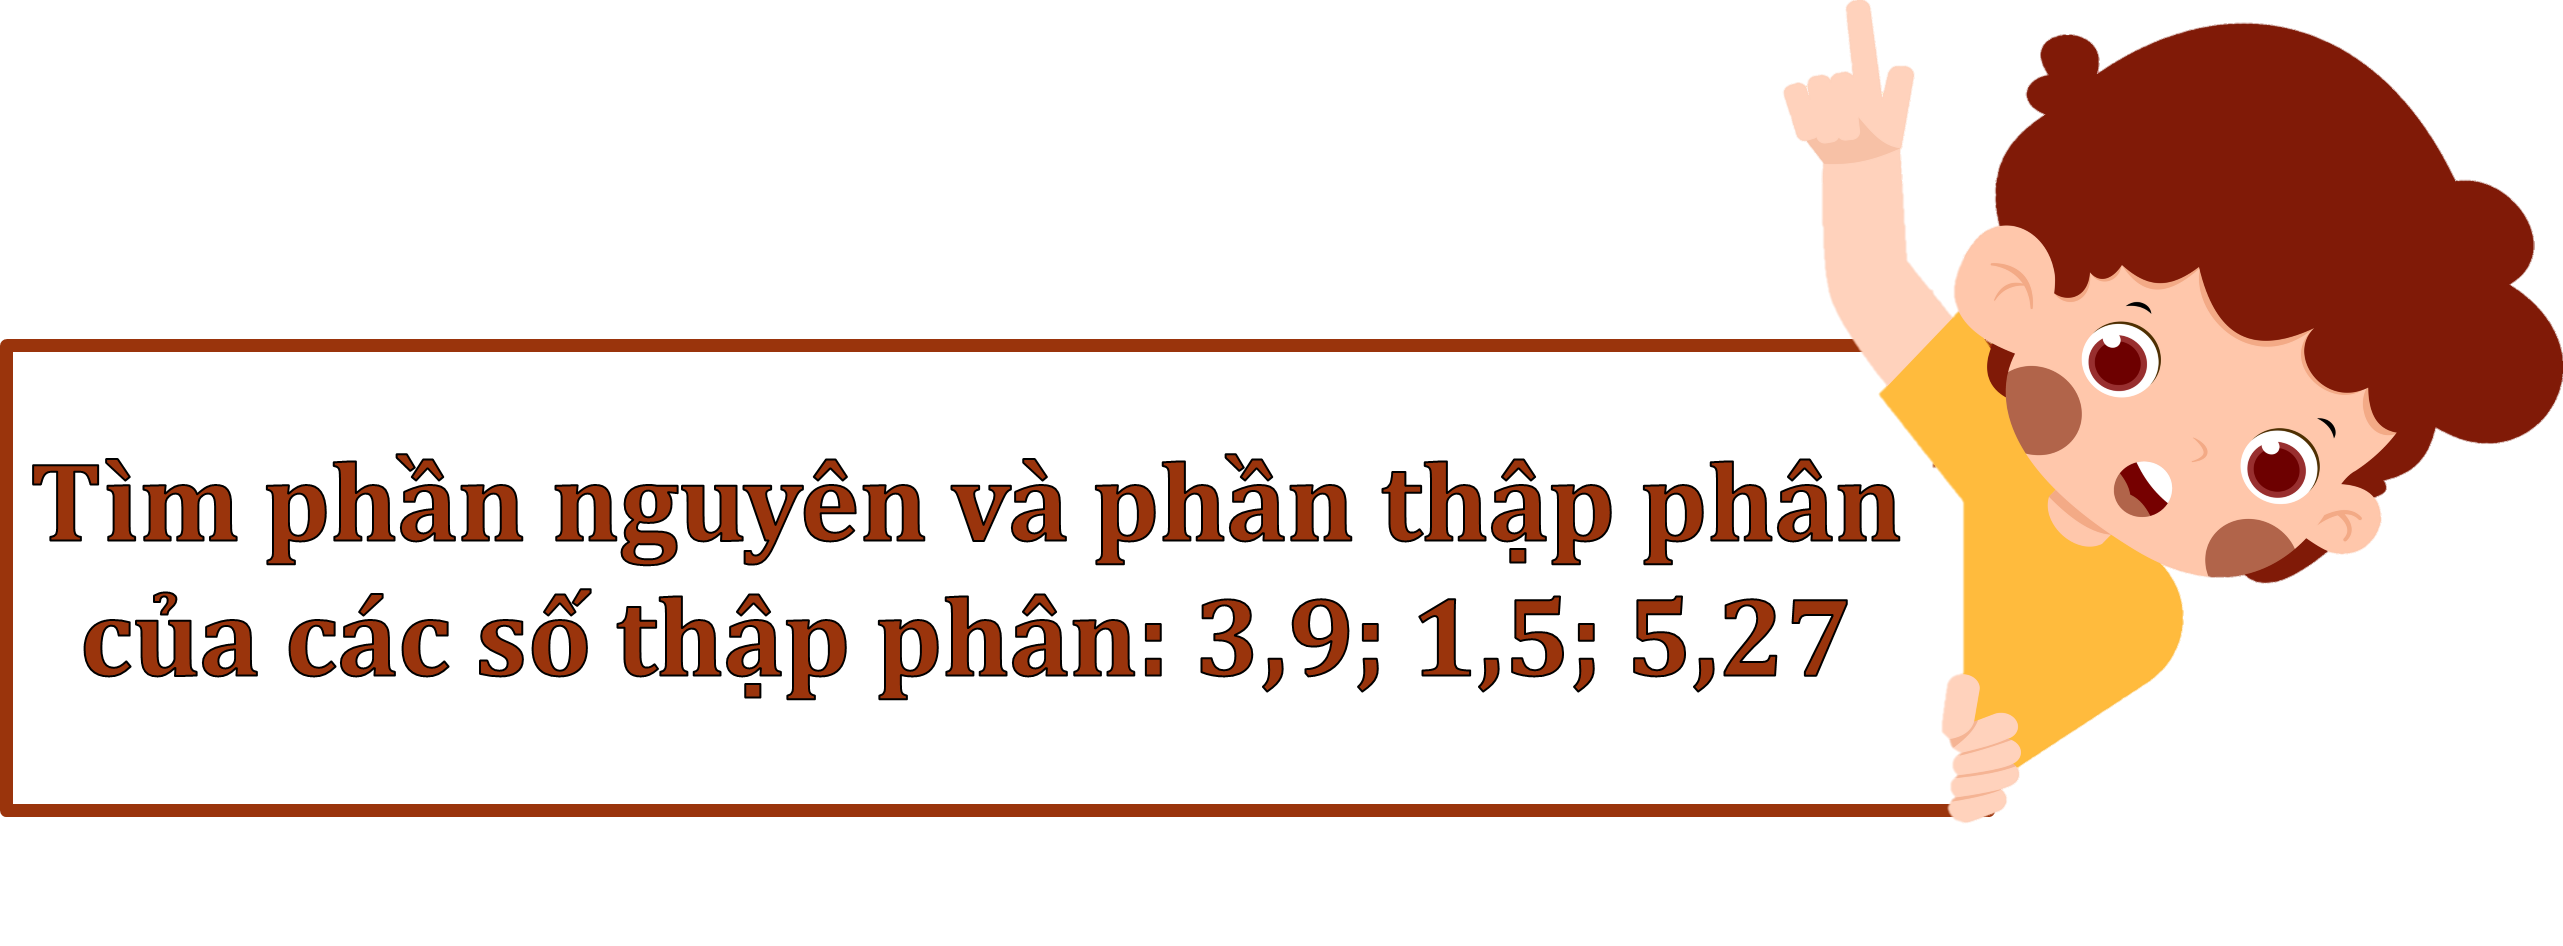 Tìm phần nguyên và phần thập phân
của các số thập phân: 3,9; 1,5; 5,27